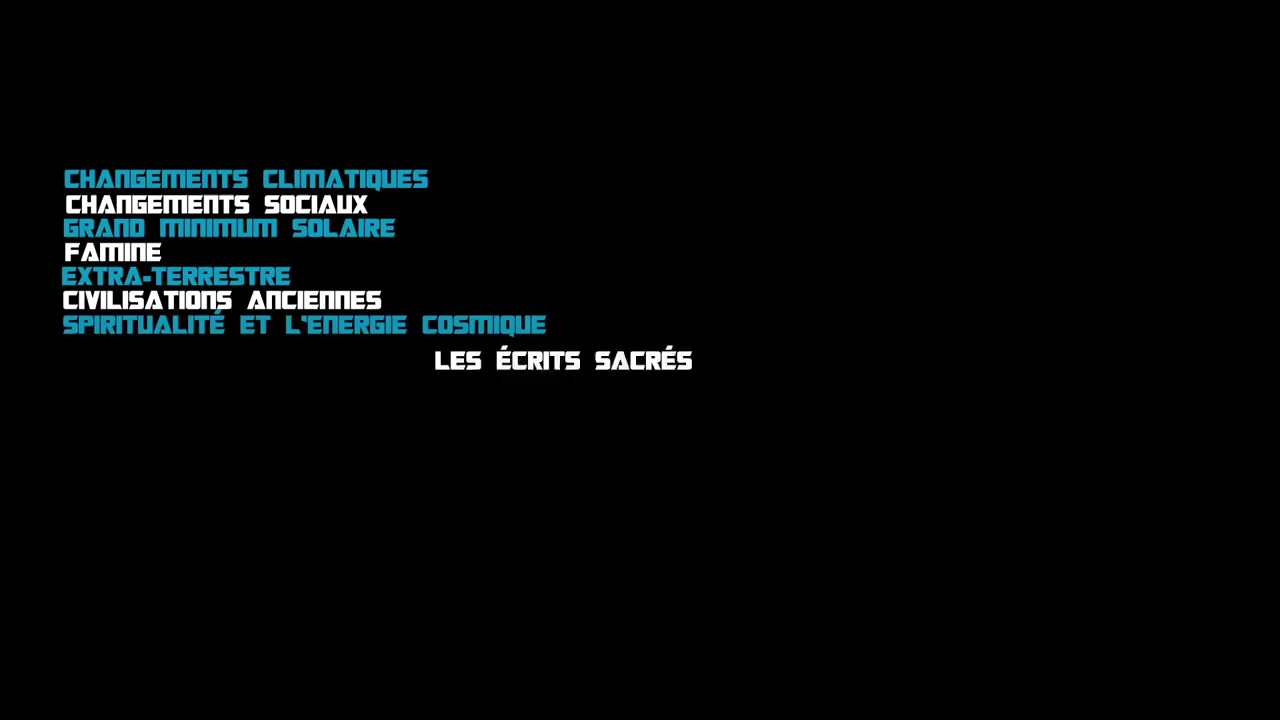 CHANGEMENTS CLIMATIQUES
CHANGEMENTS SOCIAUX
GRAND MINIMUM SOLAIRE
FAMINE
EXTRA-TERRESTRE
CIVILISATIONS ANCIENNES
SPIRITUALITÉ ET L'ENERGIE COSMIQUE
LES ÉCRITS SACRÉS